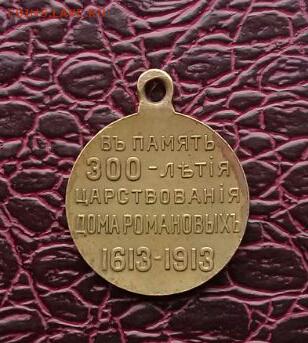 ВЪ ПАМЯТЬ
300-ЛѢТІЯ
ЦАРСТВОВАНІЯ
ДОМА РОМАНОВЫХЪ
1613-1913